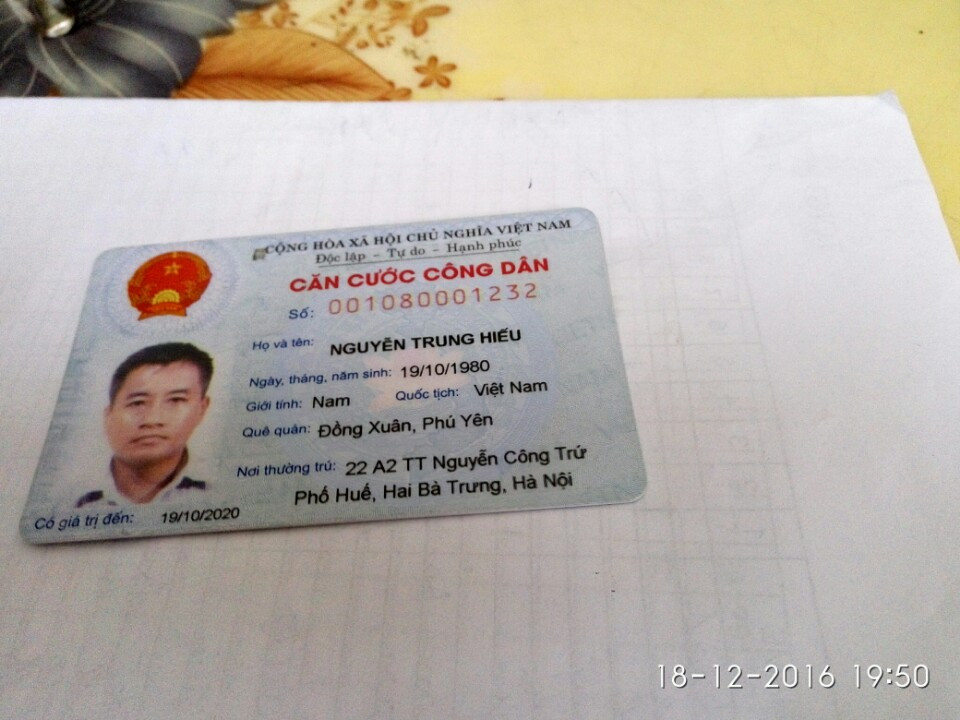 CỘNG HÒA XÃ HỘI CHỦ NGHĨA VIỆT NAM
Độc lập - Tự do - Hạnh phúc
CĂN CƯỚC CÔNG DÂN
Số: 001080001232
Họ và tên: NGUYỄN TRUNG HIẾU
Ngày, tháng, năm sinh: 19/10/1980
Giới tính: Nam Quốc tịch: Việt Nam
Quê quán: Đồng Xuân, Phú Yên
Nơi thường trú: 22 A2 TT Nguyễn Công Trứ
Phố Huế, Hai Bà Trưng, Hà Nội
Có giá trị đến: 19/10/2020
18-12-2016 19:50